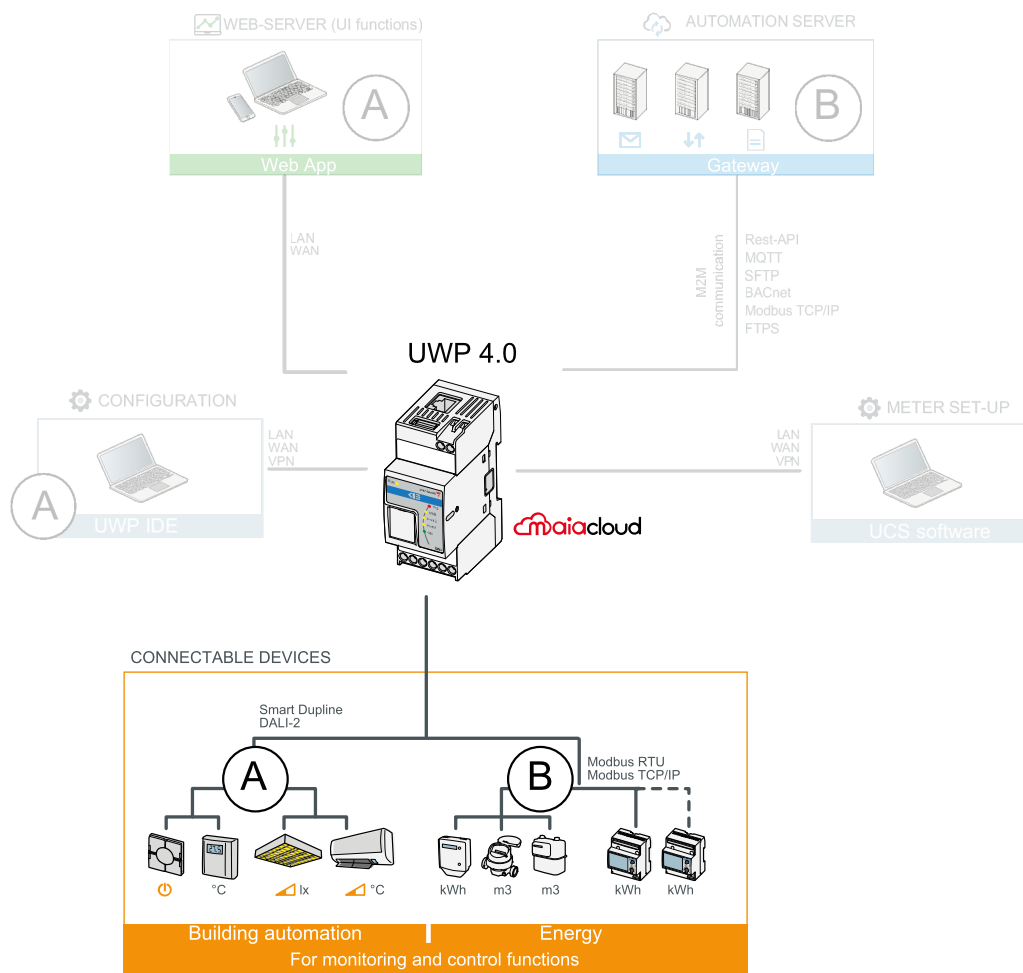 WEB-SERVER (UI functions)
A
Web App
AUTOMATION SERVER
B
Gateway
LAN
WAN
M2M
communication
Rest-API
MQTT
SFTP
BACnet
Modbus TCP/IP
FTPS
UWP 4.0
CONFIGURATION
A
UWP IDE
LAN
WAN
VPN
maiacloud
LAN
WAN
VPN
METER SET-UP
UCS software
CONNECTABLE DEVICES
Smart Dupline
DALI-2
A
B
Modbus RTU
Modbus TCP/IP
°C
lx
°C
kWh
m3
m3
kWh
kWh
Building automation
Energy
For monitoring and control functions